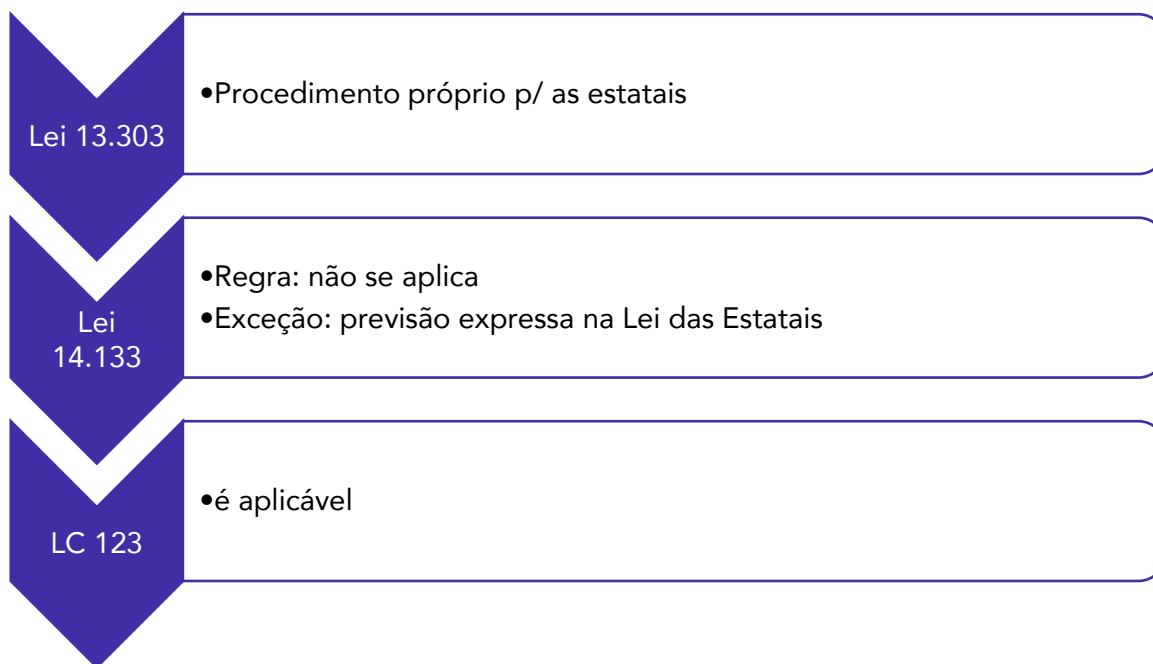 Lei 13.303
•Procedimento próprio p/ as estatais
Lei
14.133
•Regra: não se aplica
•Exceção: previsão expressa na Lei das Estatais
LC 123
•é aplicável